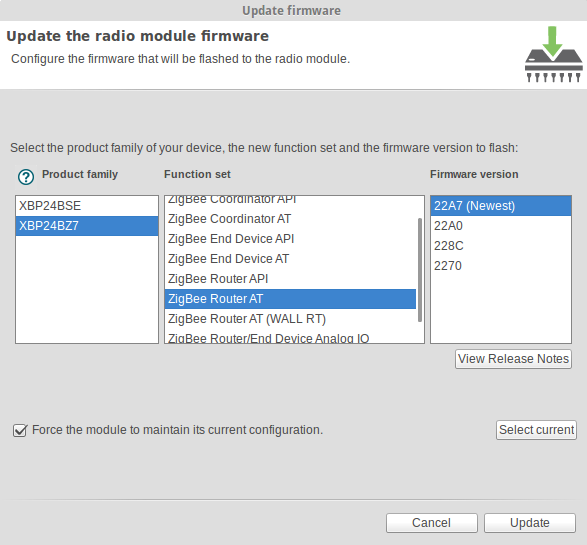 Update firmware
Update the radio module firmware
Configure the firmware that will be flashed to the radio module.
Select the product family of your device, the new function set and the firmware version to flash:
? Product family
Function set
Firmware version
XBP24BSE
XBP24BZ7
ZigBee Coordinator API
ZigBee Coordinator AT
ZigBee End Device API
ZigBee End Device AT
ZigBee Router API
ZigBee Router AT
ZigBee Router AT (WALL RT)
ZigBee Router/End Device Analog IO
22A7 (Newest)
22A0
228C
2270
View Release Notes
Force the module to maintain its current configuration.
Select current
Cancel
Update